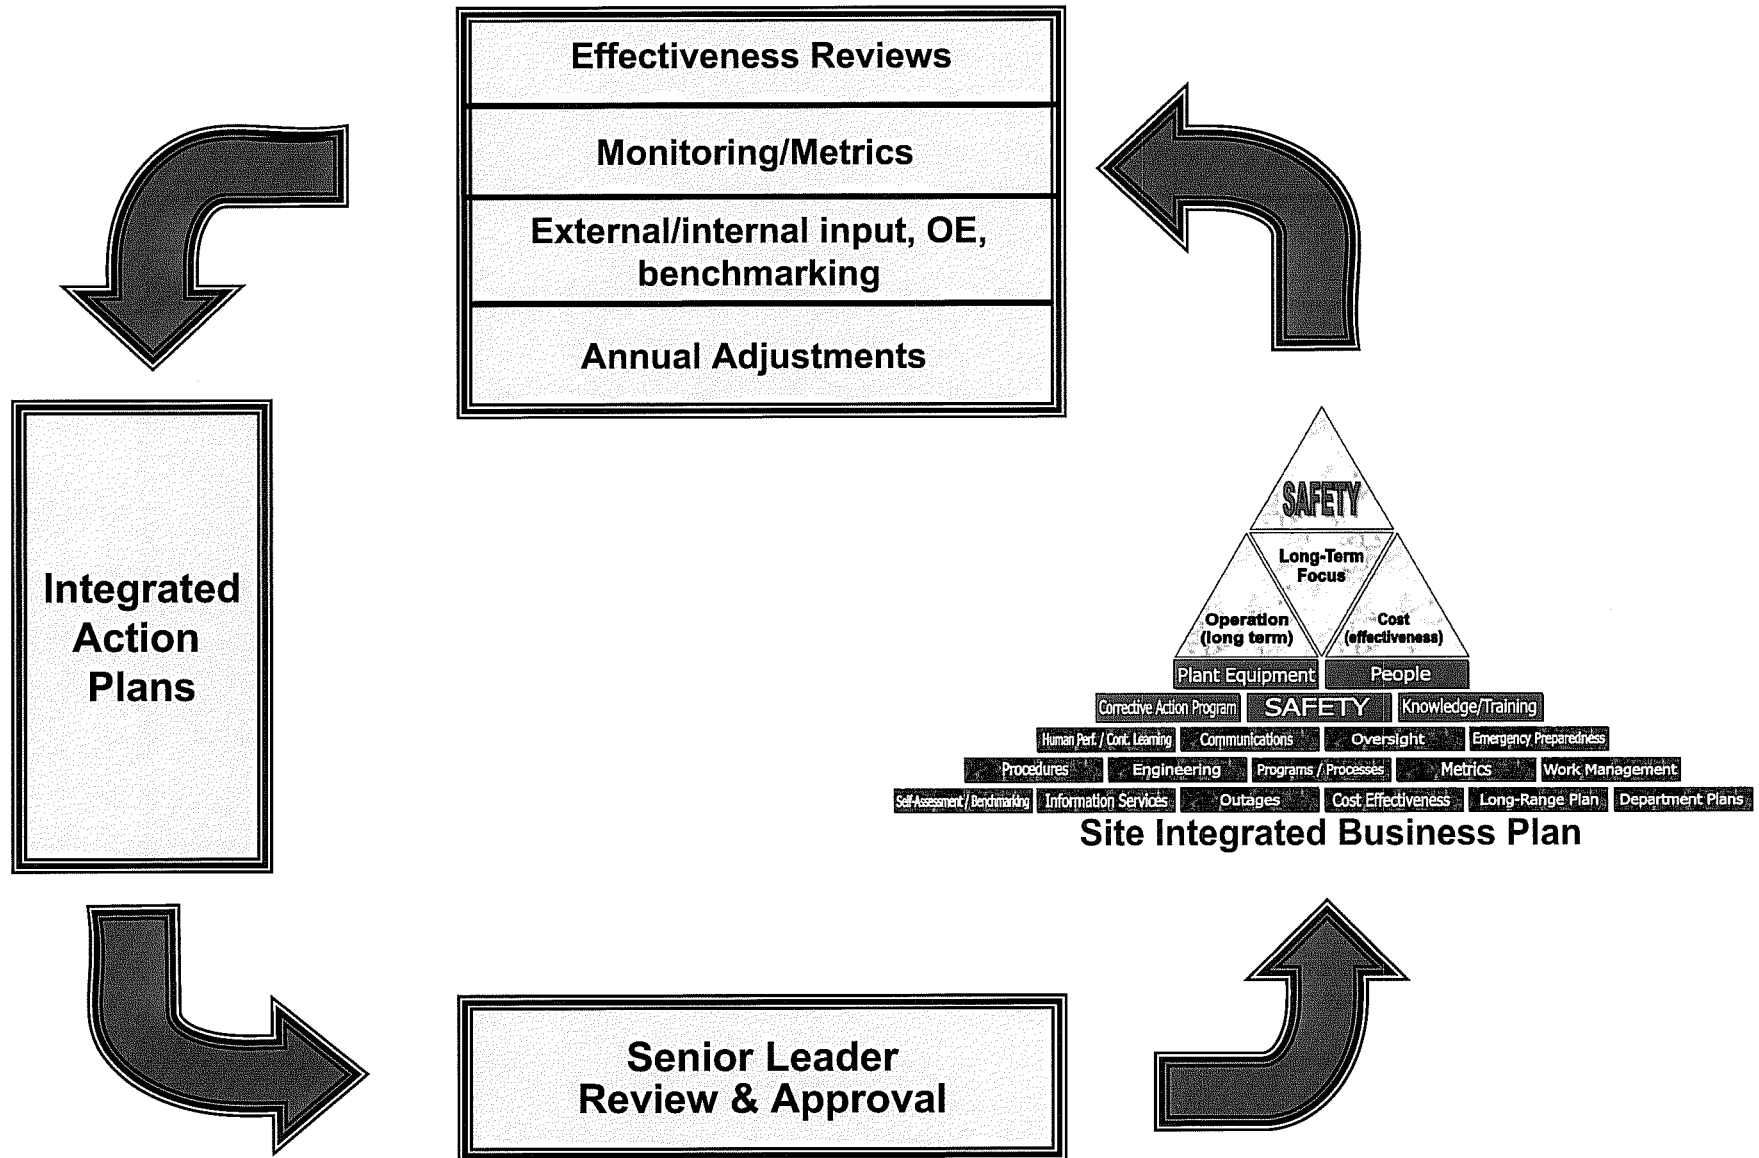 Effectiveness Reviews
Monitoring/Metrics
External/internal input, OE,
benchmarking
Annual Adjustments
Integrated
Action
Plans
SAFETY
Long-Term
Focus
Operation
(long term)
Cost
(effectiveness)
Plant Equipment
People
Corrective Action Program
SAFETY
Knowledge/Training
Human Perf. / Cont. Learning
Communications
Oversight
Emergency Preparedness
Procedures
Engineering
Programs / Processes
Metrics
Work Management
Self-Assessment / Benchmarking
Information Services
Outages
Cost Effectiveness
Long-Range Plan
Department Plans
Site Integrated Business Plan
Senior Leader
Review & Approval